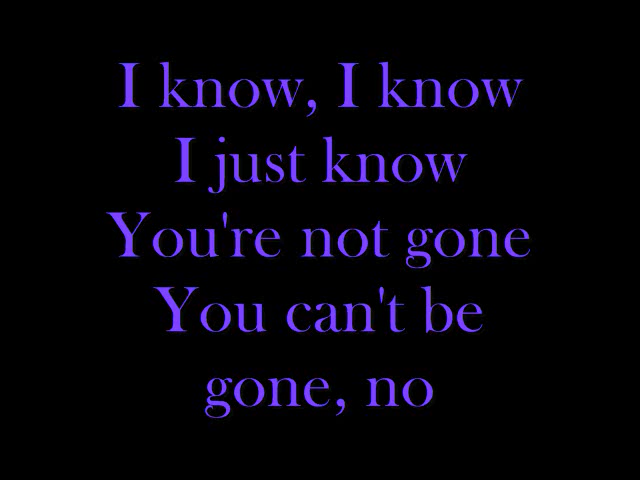 I know, I know
I just know
You're not gone
You can't be
gone, no